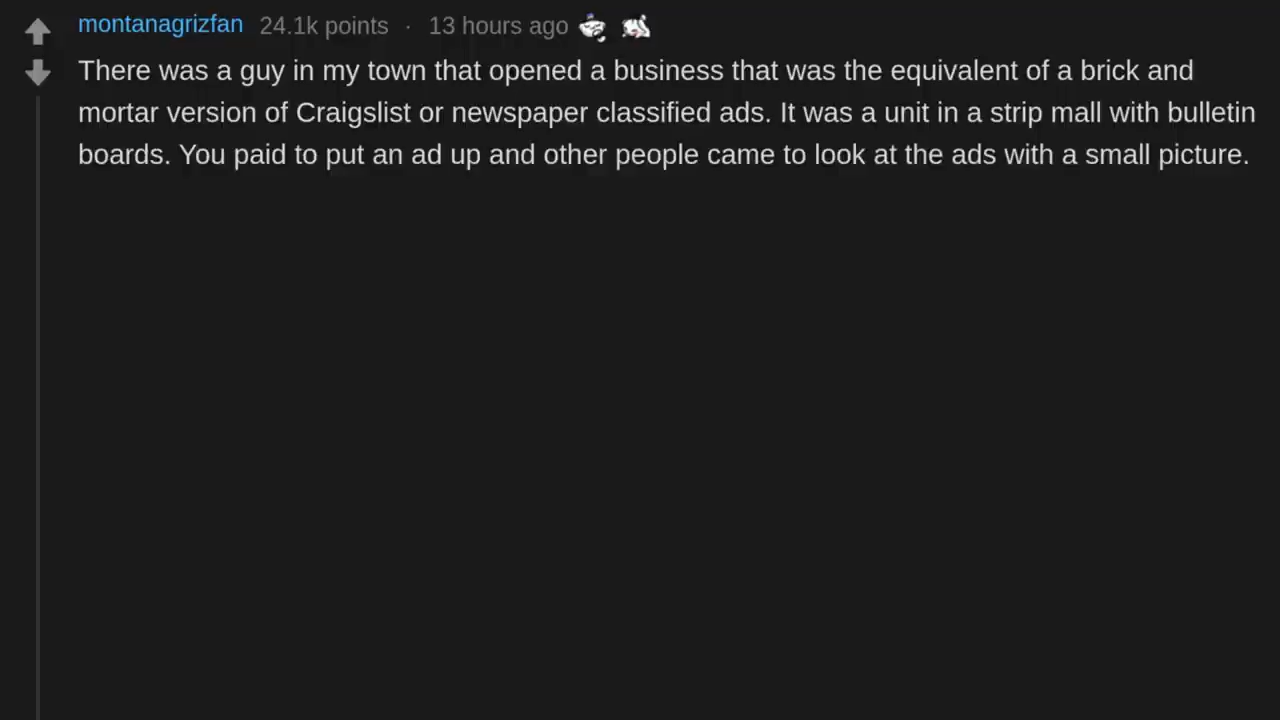 montanagrizfan 24.1k points · 13 hours ago
There was a guy in my town that opened a business that was the equivalent of a brick and
mortar version of Craigslist or newspaper classified ads. It was a unit in a strip mall with bulletin
boards. You paid to put an ad up and other people came to look at the ads with a small picture.